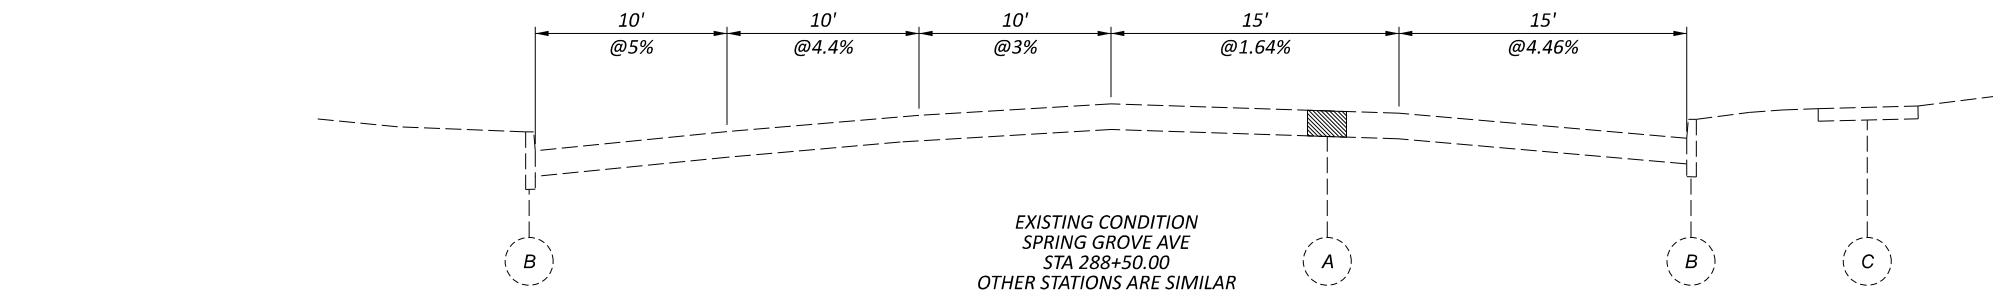 10' 10' 10' 15' 15'
@5% @4.4% @3% @1.64% @4.46%
EXISTING CONDITION
SPRING GROVE AVE
STA 288+50.00
OTHER STATIONS ARE SIMILAR
B A B C